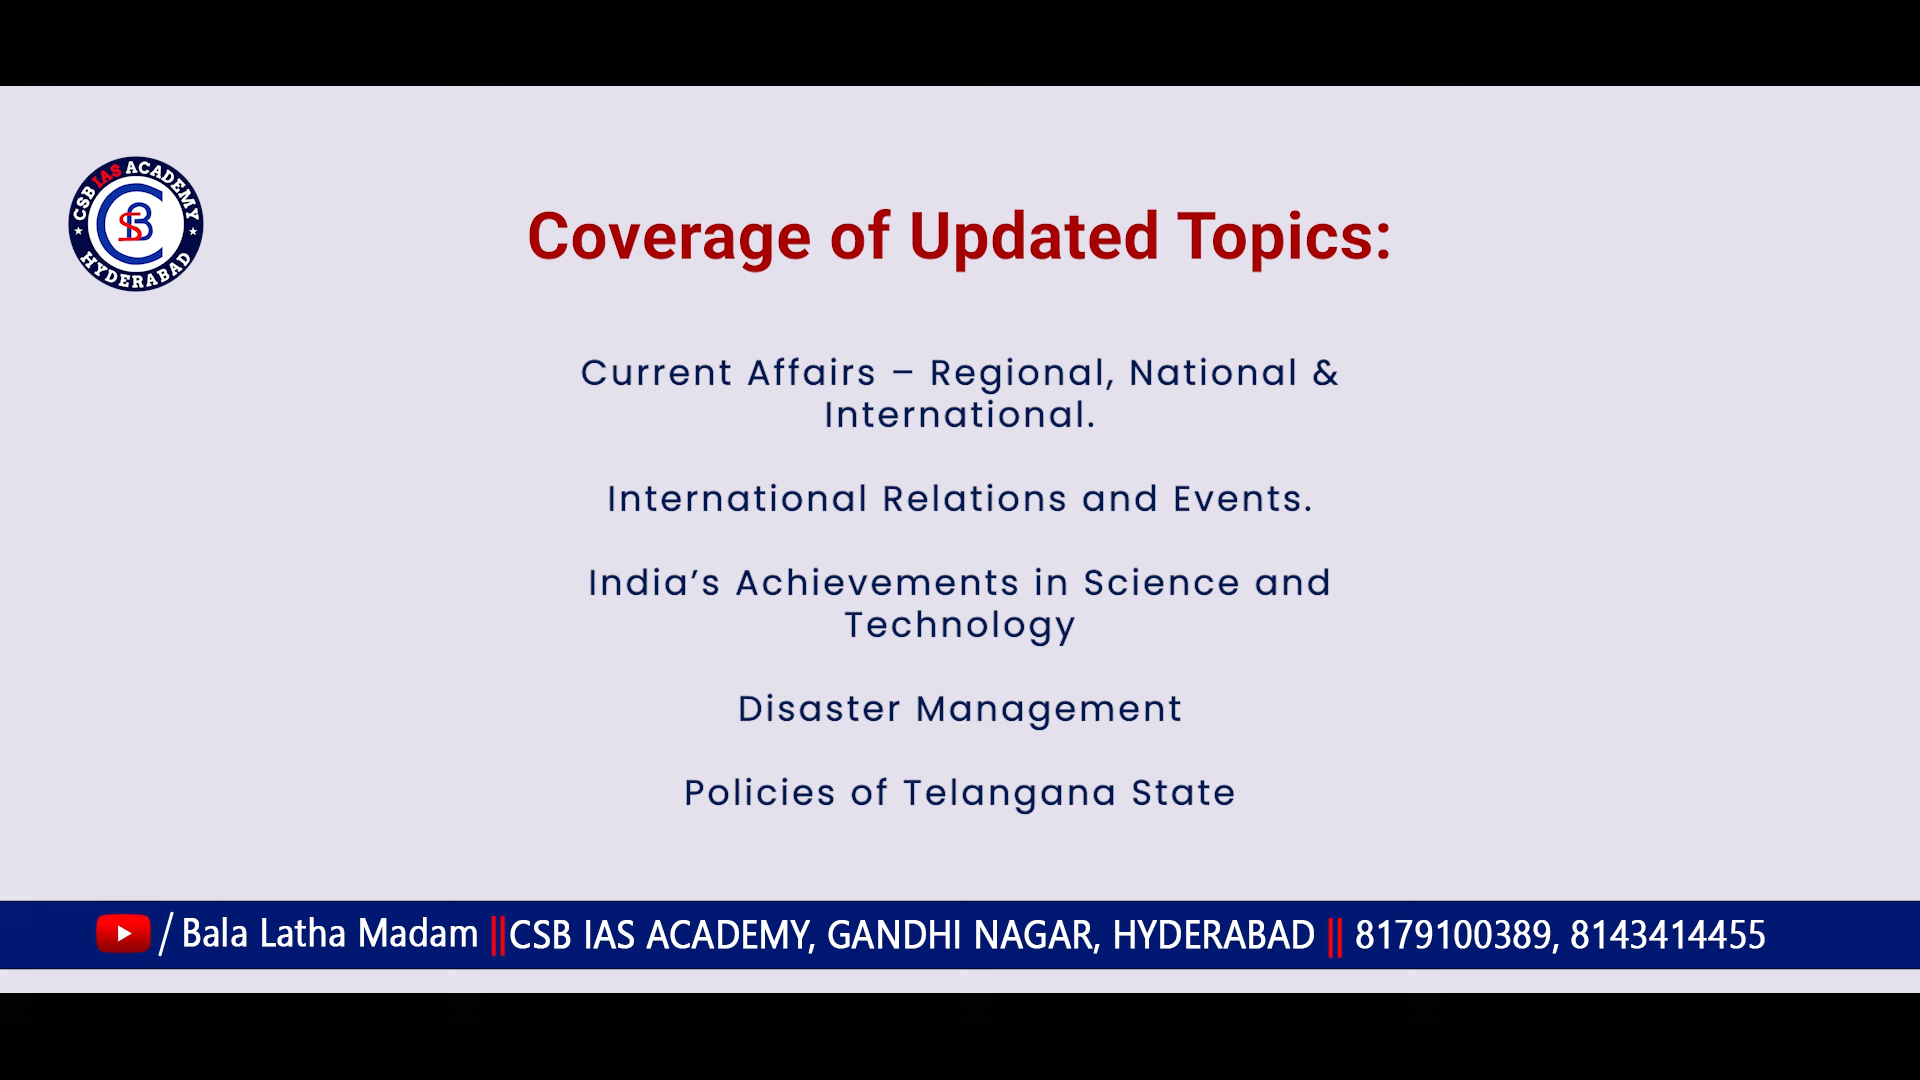 CSB IAS ACADEMY
CSB
HYDERABAD
Coverage of Updated Topics:
Current Affairs – Regional, National &
International.
International Relations and Events.
India’s Achievements in Science and
Technology
Disaster Management
Policies of Telangana State
/ Bala Latha Madam ||CSB IAS ACADEMY, GANDHI NAGAR, HYDERABAD || 8179100389, 8143414455